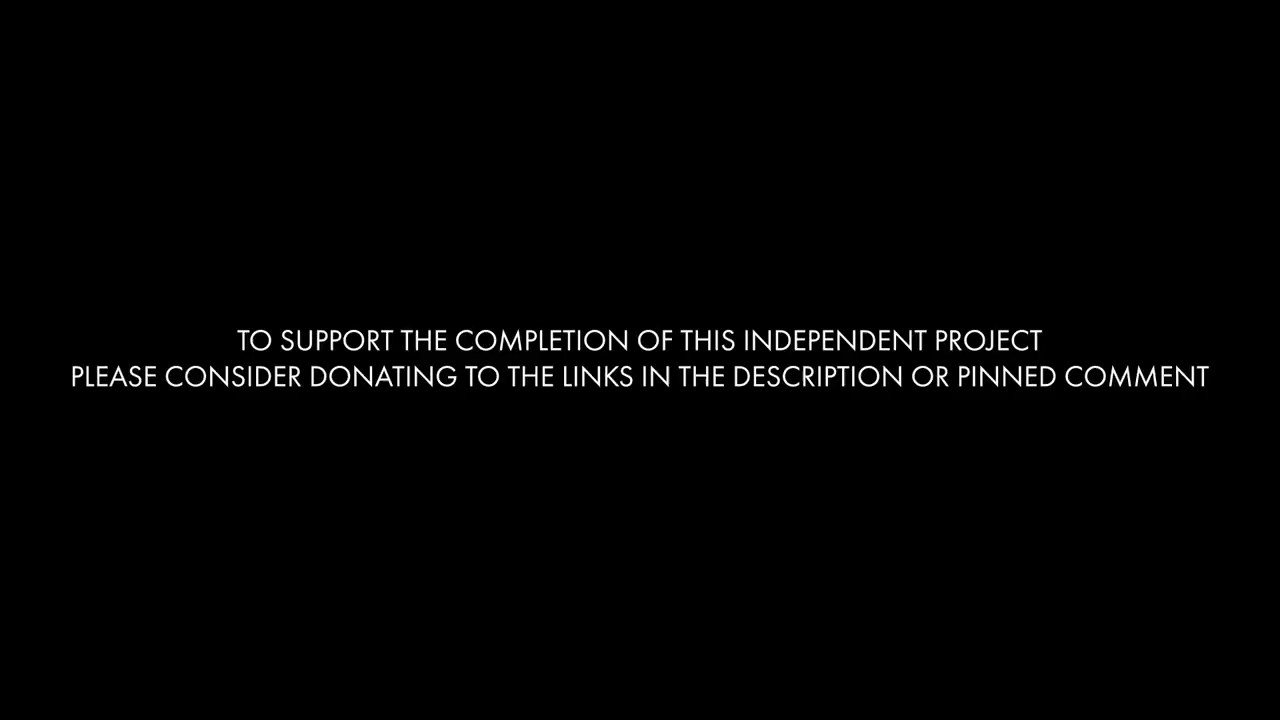 TO SUPPORT THE COMPLETION OF THIS INDEPENDENT PROJECT
PLEASE CONSIDER DONATING TO THE LINKS IN THE DESCRIPTION OR PINNED COMMENT